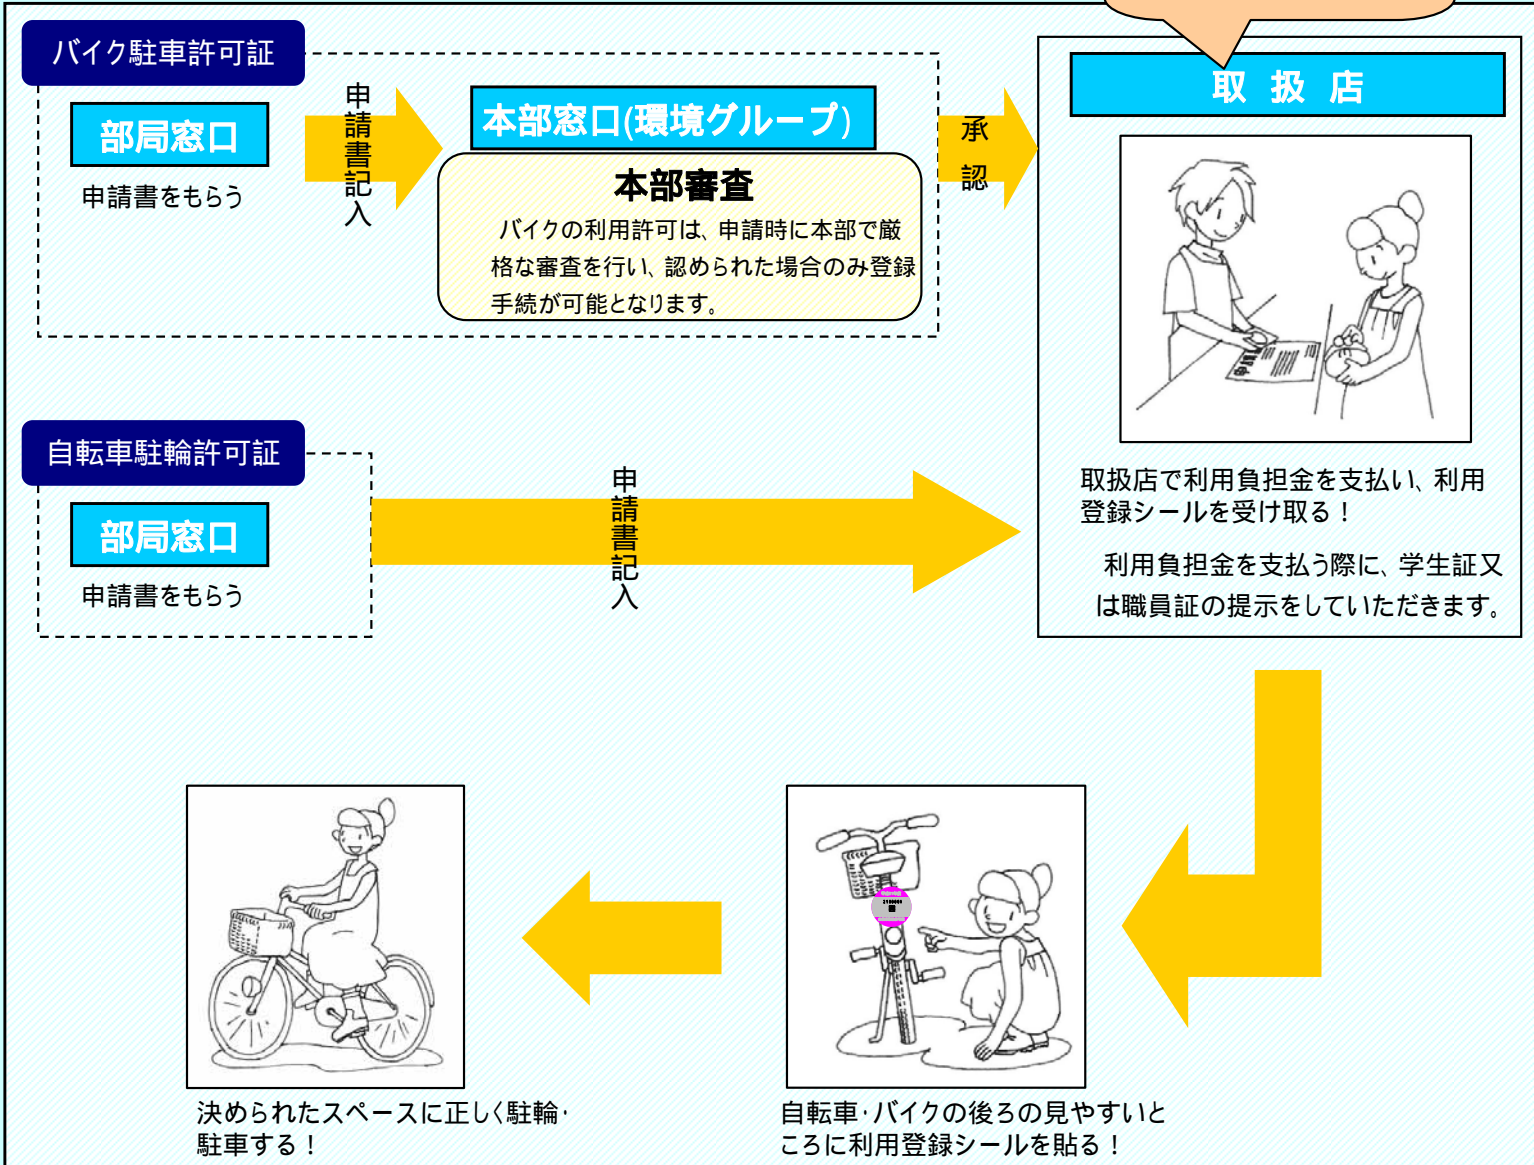 バイク駐車許可証
部局窓口
申請書をもらう
申請書記入
本部窓口(環境グループ)
本部審査
バイクの利用許可は、申請時に本部で厳
格な審査を行い、認められた場合のみ登録
手続が可能となります。
承認
取扱店
取扱店で利用負担金を支払い、利用
登録シールを受け取る！
利用負担金を支払う際に、学生証又
は職員証の提示をしていただきます。
自転車駐輪許可証
部局窓口
申請書をもらう
申請書記入
自転車・バイクの後ろの見やすいと
ころに利用登録シールを貼る！
決められたスペースに正しく駐輪・
駐車する！